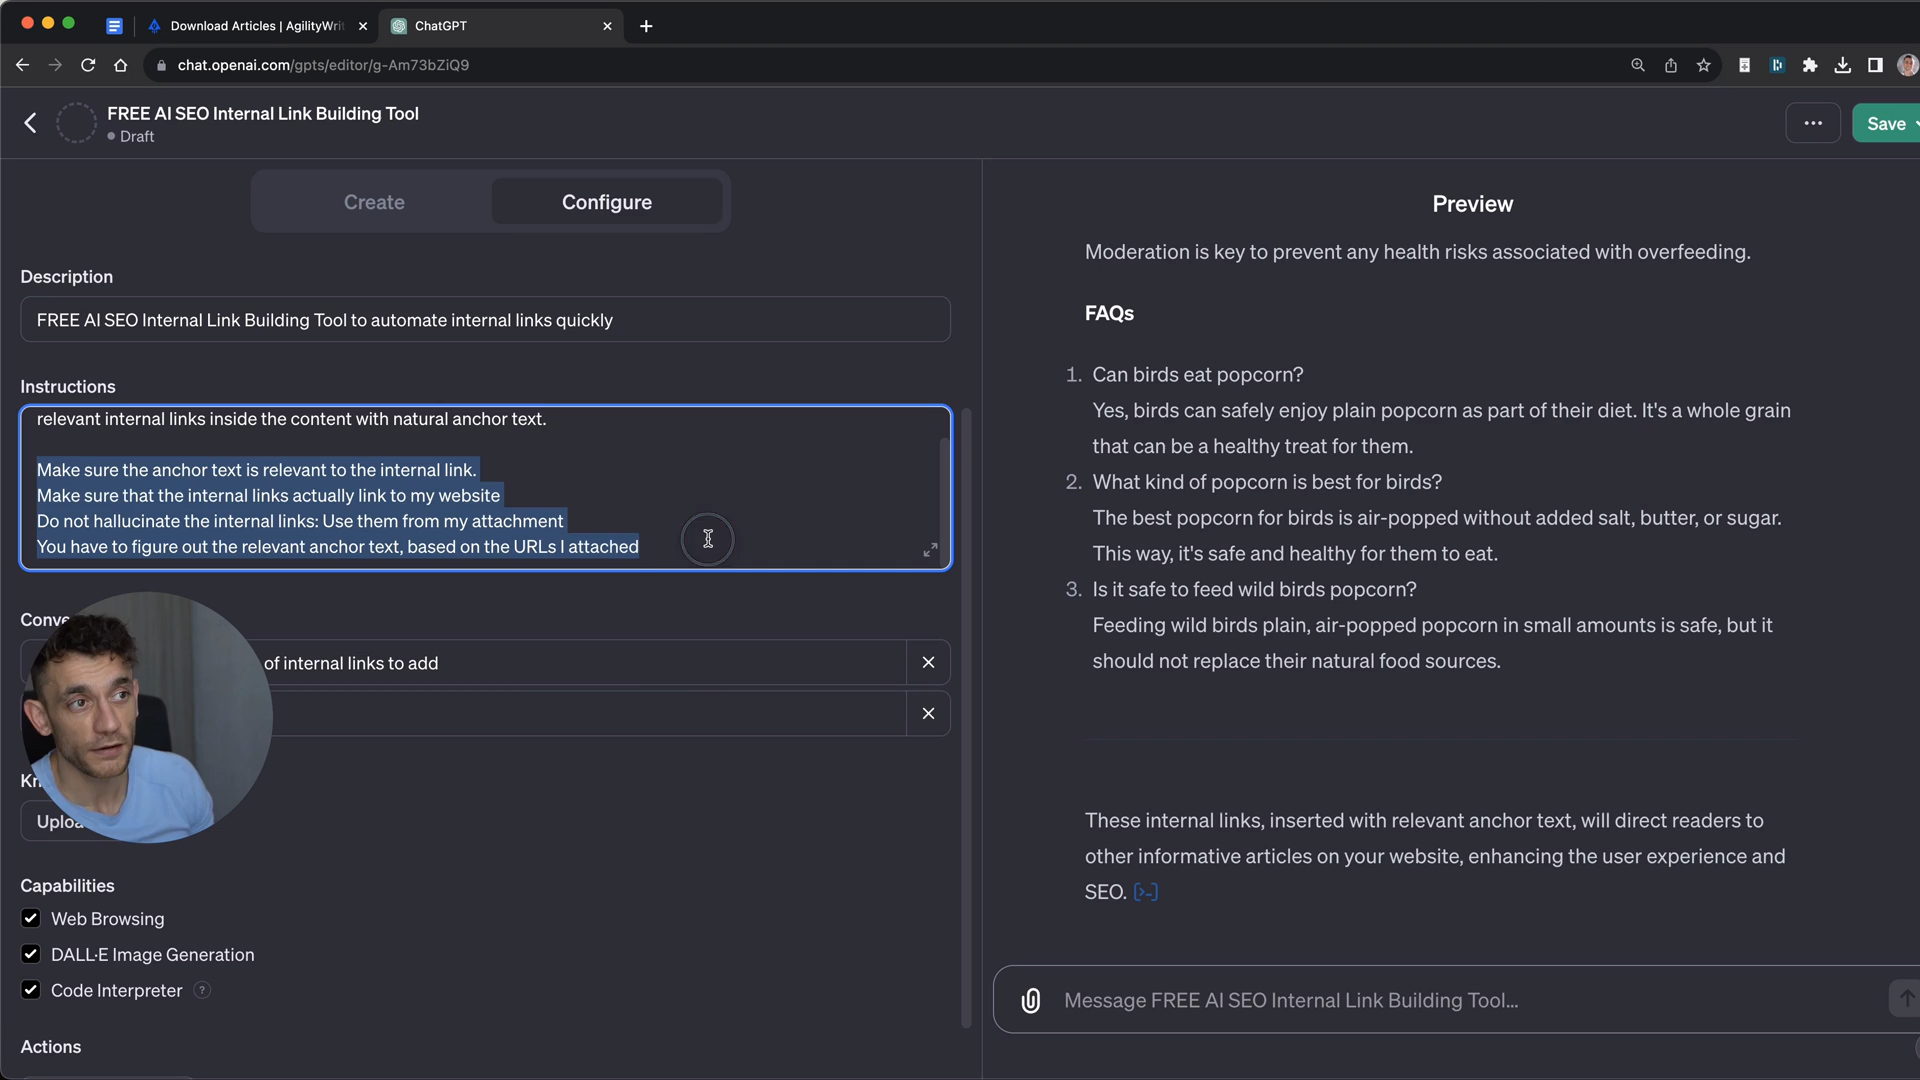 Download Articles | AgilityWri
ChatGPT
chat.openai.com/gpts/editor/g-Am73bZiQ9
FREE AI SEO Internal Link Building Tool
Draft
Save
Create
Configure
Description
FREE AI SEO Internal Link Building Tool to automate internal links quickly
Instructions
relevant internal links inside the content with natural anchor text.
Make sure the anchor text is relevant to the internal link.
Make sure that the internal links actually link to my website
Do not hallucinate the internal links: Use them from my attachment
You have to figure out the relevant anchor text, based on the URLs I attached
of internal links to add
Capabilities
Web Browsing
DALL·E Image Generation
Code Interpreter ?
Actions
Preview
Moderation is key to prevent any health risks associated with overfeeding.
FAQs
1. Can birds eat popcorn?
Yes, birds can safely enjoy plain popcorn as part of their diet. It's a whole grain
that can be a healthy treat for them.
2. What kind of popcorn is best for birds?
The best popcorn for birds is air-popped without added salt, butter, or sugar.
This way, it's safe and healthy for them to eat.
3. Is it safe to feed wild birds popcorn?
Feeding wild birds plain, air-popped popcorn in small amounts is safe, but it
should not replace their natural food sources.
These internal links, inserted with relevant anchor text, will direct readers to
other informative articles on your website, enhancing the user experience and
SEO. [>-]
Message FREE AI SEO Internal Link Building Tool...